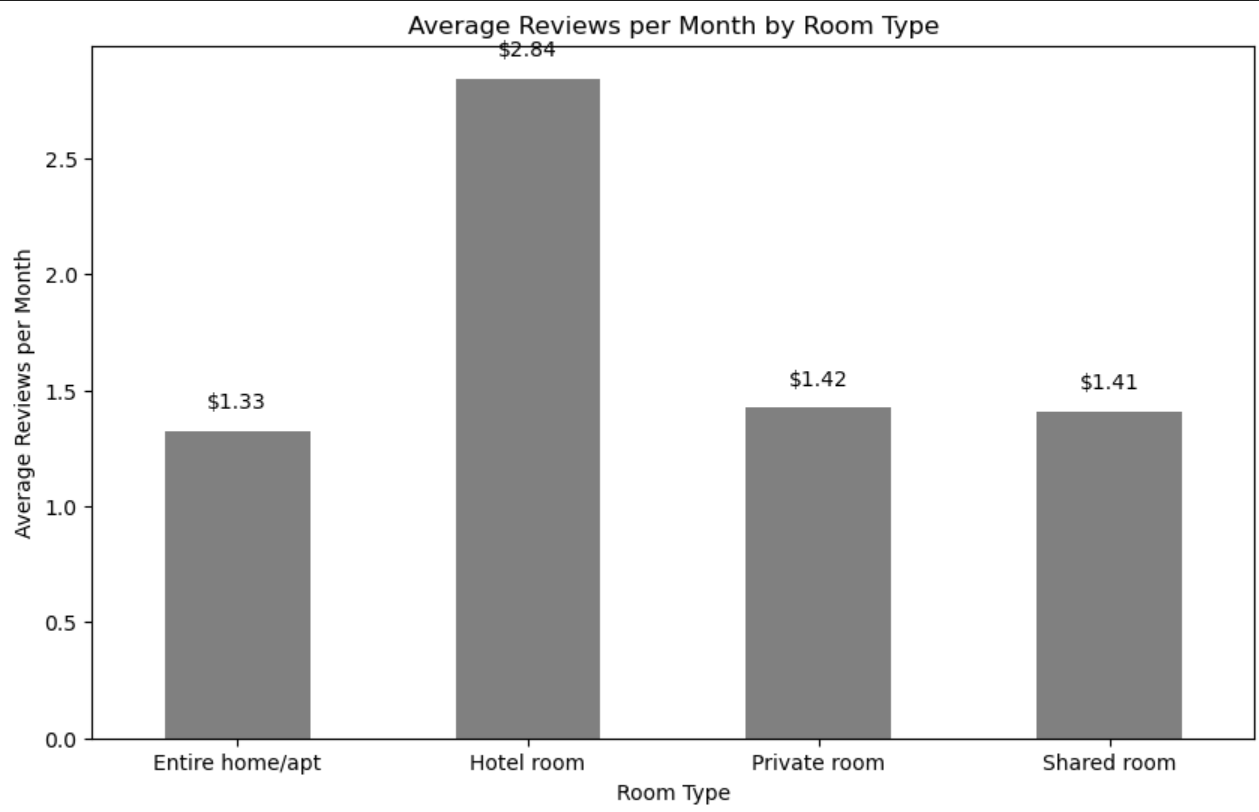 Average Reviews per Month by Room Type
$2.84
2.5
2.0
Average Reviews per Month
$1.42
$1.41
1.5
$1.33
1.0
0.5
0.0
Entire home/apt
Hotel room
Private room
Shared room
Room Type